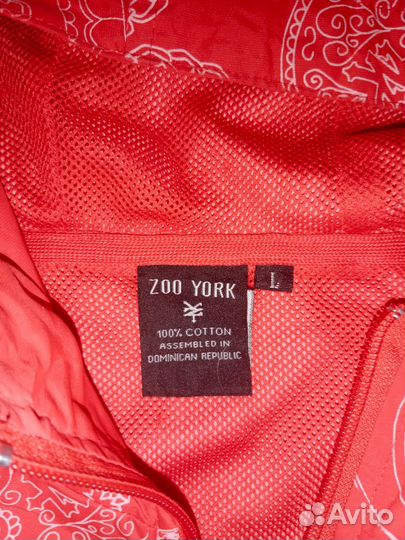 ZOO YORK
L
100% COTTON
ASSEMBLED IN
DOMINICAN REPUBLIC
Avito